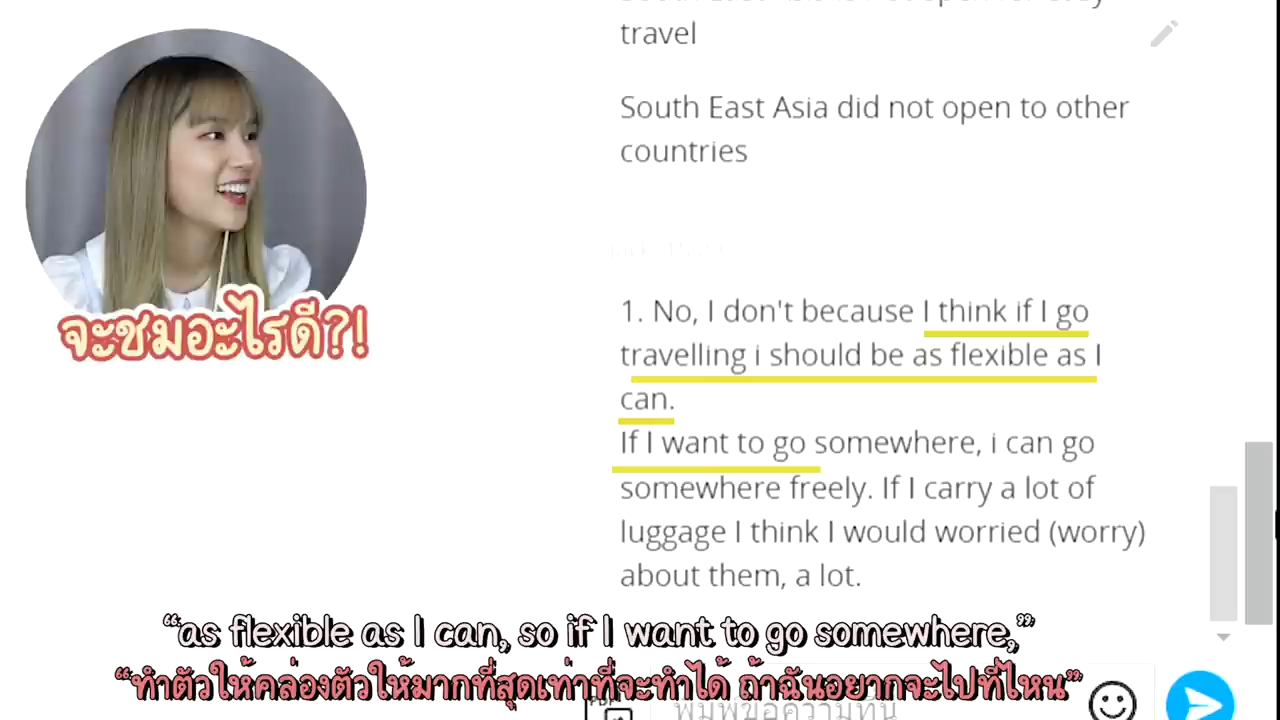 travel
South East Asia did not open to other
countries
จะชมอะไรดี?!
1. No, I don't because I think if I go
travelling i should be as flexible as I
can.
If I want to go somewhere, i can go
somewhere freely. If I carry a lot of
luggage I think I would worried (worry)
about them, a lot.
“as flexible as I can, so if I want to go somewhere,”
“ทำตัวให้คล่องตัวให้มากที่สุดเท่าที่จะทำได้ ถ้าฉันอยากจะไปที่ไหน”